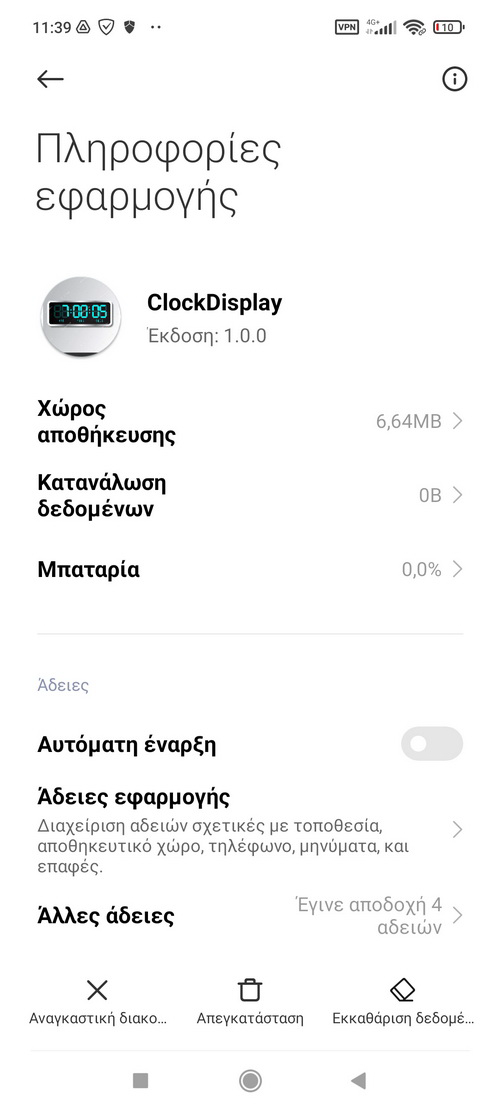 11:39
VPN 4G+ 10
Πληροφορίες
εφαρμογής
7:08:05
ClockDisplay
Έκδοση: 1.0.0
Χώρος
αποθήκευσης
6,64MB
Κατανάλωση
δεδομένων
0B
Μπαταρία
0,0%
Άδειες
Αυτόματη έναρξη
Άδειες εφαρμογής
Διαχείριση αδειών σχετικές με τοποθεσία,
αποθηκευτικό χώρο, τηλέφωνο, μηνύματα, και
επαφές.
Άλλες άδειες
Έγινε αποδοχή 4
αδειών
Αναγκαστική διακο...
Απεγκατάσταση
Εκκαθάριση δεδομέ...